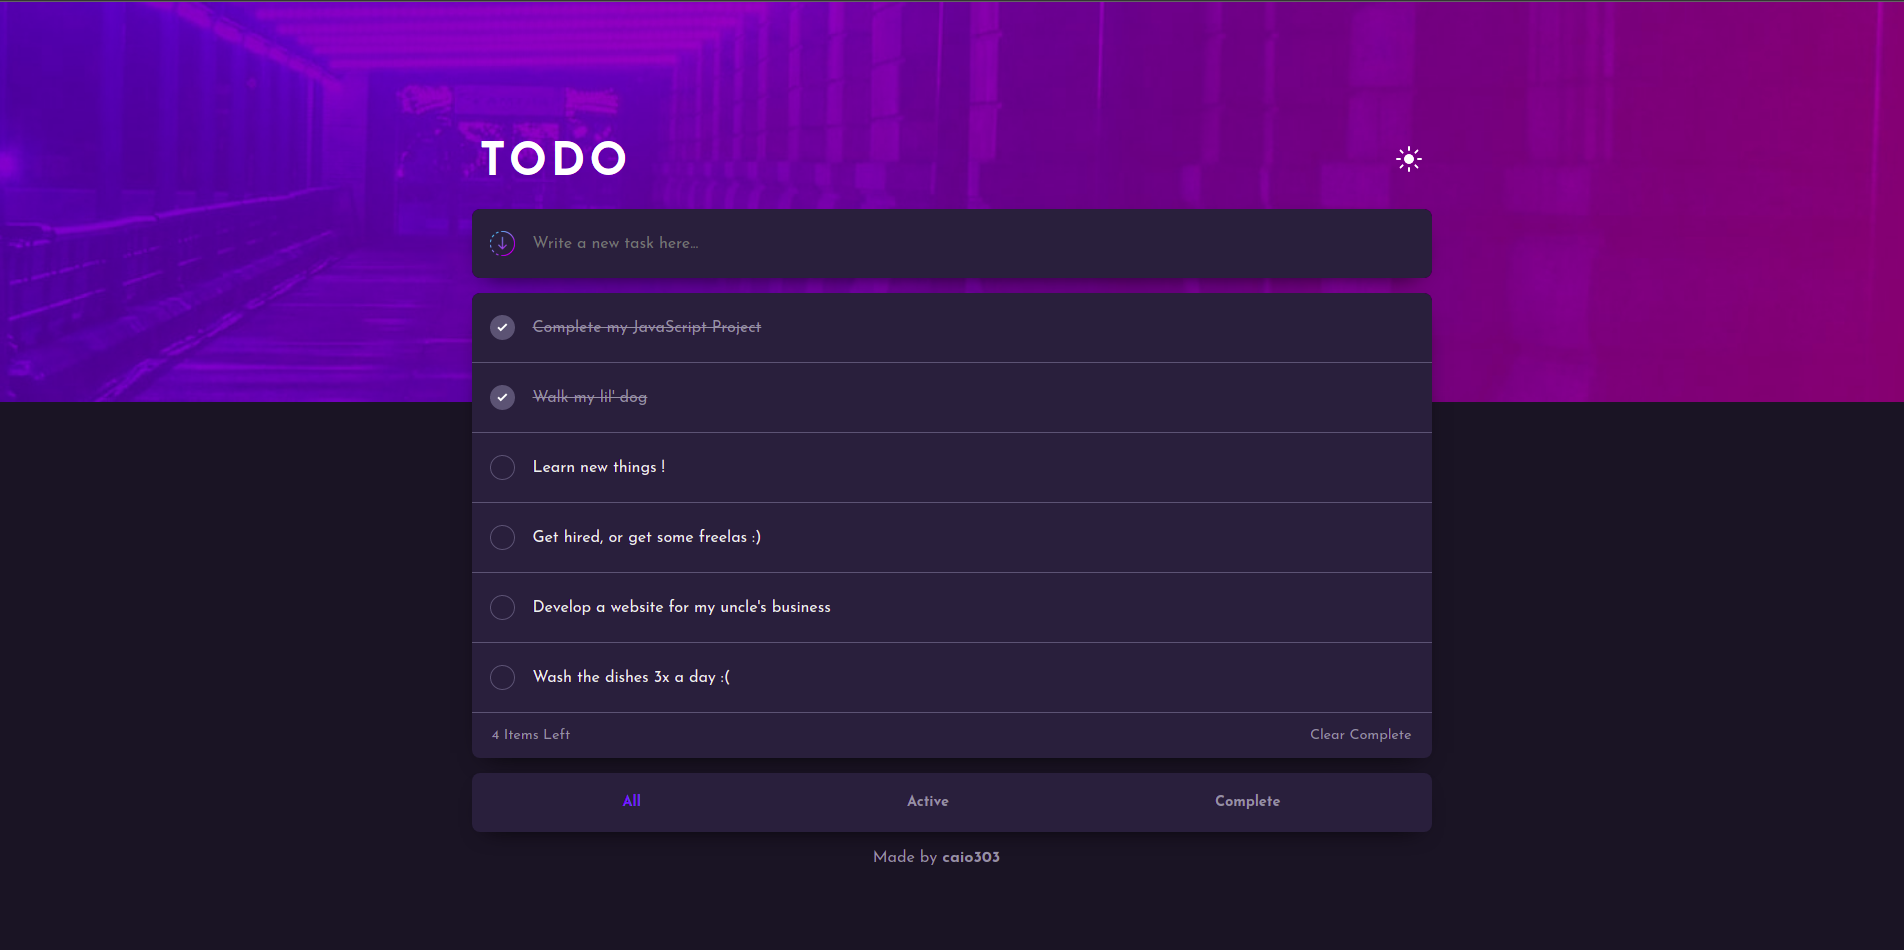 TODO
Write a new task here...
Complete my JavaScript Project
Walk my lil' dog
Learn new things !
Get hired, or get some freelas :)
Develop a website for my uncle's business
Wash the dishes 3x a day :(
4 Items Left
Clear Complete
All
Active
Complete
Made by caio303